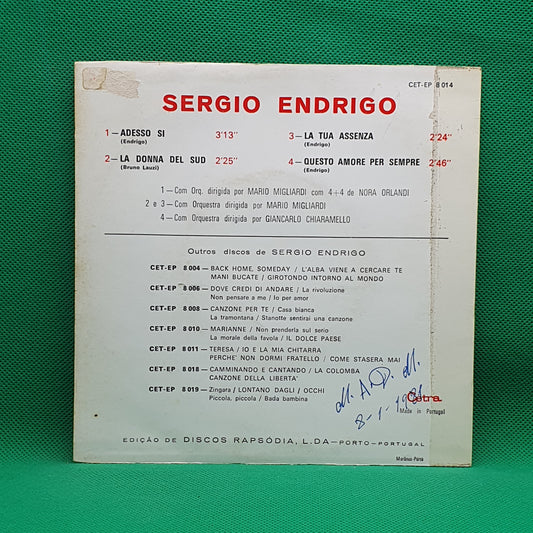 CET-EP 8 014
SERGIO ENDRIGO
1 — ADESSO SI 3'13''
(Endrigo)
2 — LA DONNA DEL SUD 2'25''
(Bruno Lauzi)
3 — LA TUA ASSENZA 2'24''
(Endrigo)
4 — QUESTO AMORE PER SEMPRE 2'46''
(Endrigo)
1 — Com Orq. dirigida por MARIO MIGLIARDI com 4+4 de NORA ORLANDI
2 e 3 — Com Orquestra dirigida por MARIO MIGLIARDI
4 — Com Orquestra dirigida por GIANCARLO CHIARAMELLO
Outros discos de SERGIO ENDRIGO
CET-EP 8 004 — BACK HOME, SOMEDAY / L'ALBA VIENE A CERCARE TE
MANI BUCATE / GIROTONDO INTORNO AL MONDO
CET-EP 8 006 — DOVE CREDI DI ANDARE / La rivoluzione
Non pensare a me / Io per amor
CET-EP 8 008 — CANZONE PER TE / Casa bianca
La tramontana / Stanotte sentirai una canzone
CET-EP 8 010 — MARIANNE / Non prenderla sul serio
La morale della favola / IL DOLCE PAESE
CET-EP 8 011 — TERESA / IO E LA MIA CHITARRA
PERCHE' NON DORMI FRATELLO / COME STASERA MAI
CET-EP 8 018 — CAMMINANDO E CANTANDO / LA COLOMBA
CANZONE DELLA LIBERTA'
CET-EP 8 019 — Zingara / LONTANO DAGLI / OCCHI
Piccola, piccola / Bada bambina
M. A. D. M.
8-1-1971
Cetra
Made in Portugal
EDIÇÃO DE DISCOS RAPSÓDIA, L.DA — PORTO-PORTUGAL